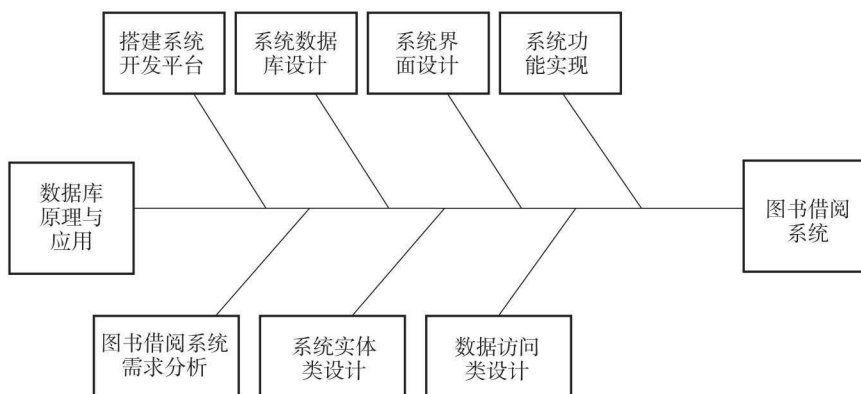 搭建系统
开发平台
系统数据
库设计
系统界
面设计
系统功
能实现
数据库
原理与
应用
图书借阅
系统
图书借阅系统
需求分析
系统实体
类设计
数据访问
类设计